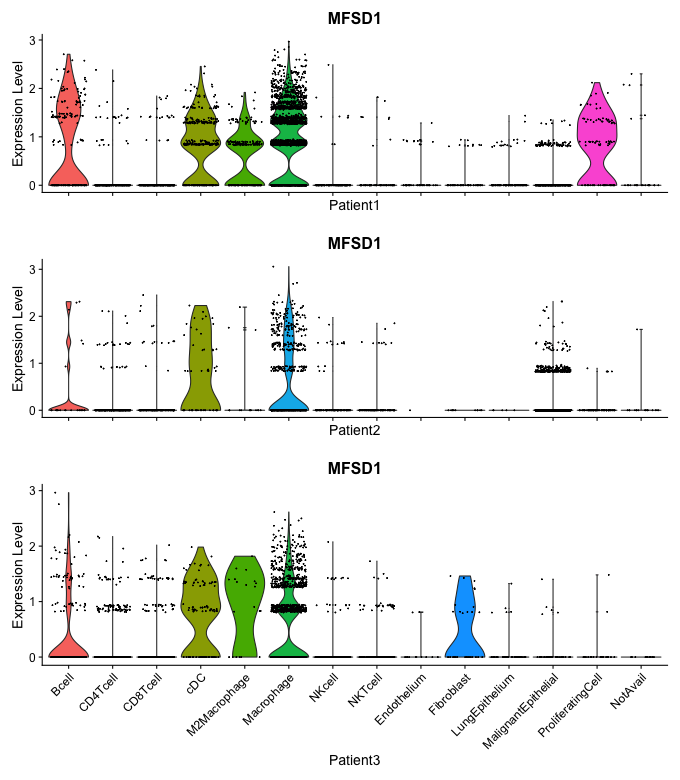 MFSD1
Expression Level
3
2
1
0
Patient1
MFSD1
Expression Level
3
2
1
0
Patient2
MFSD1
Expression Level
3
2
1
0
Bcell
CD4Tcell
CD8Tcell
cDC
M2Macrophage
Macrophage
NKcell
NKTcell
Endothelium
Fibroblast
LungEpithelium
MalignantEpithelial
ProliferatingCell
NotAvail
Patient3